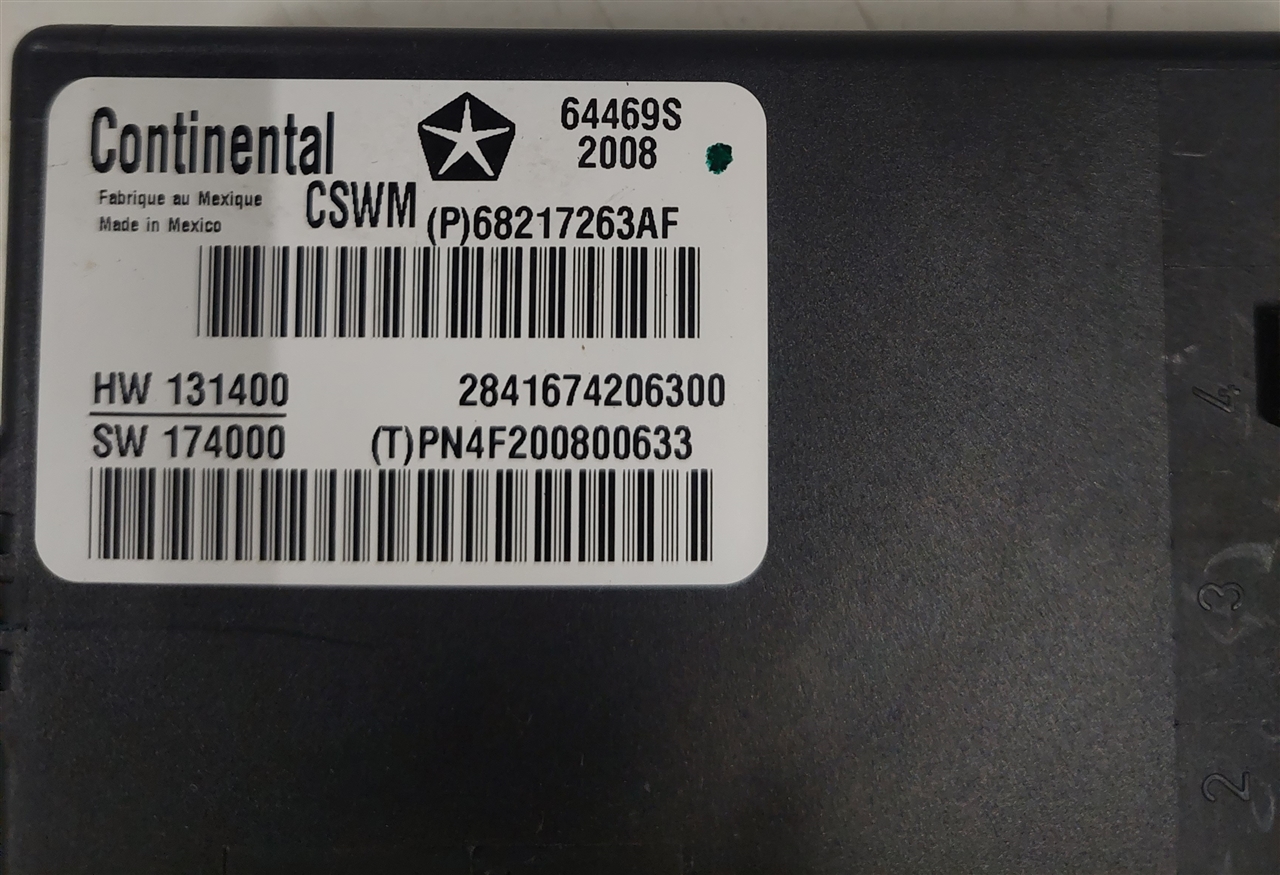 Continental
64469S
2008
Fabrique au Mexique
Made in Mexico
CSWM
(P)68217263AF
HW 131400
2841674206300
SW 174000
(T)PN4F200800633
4
3
2